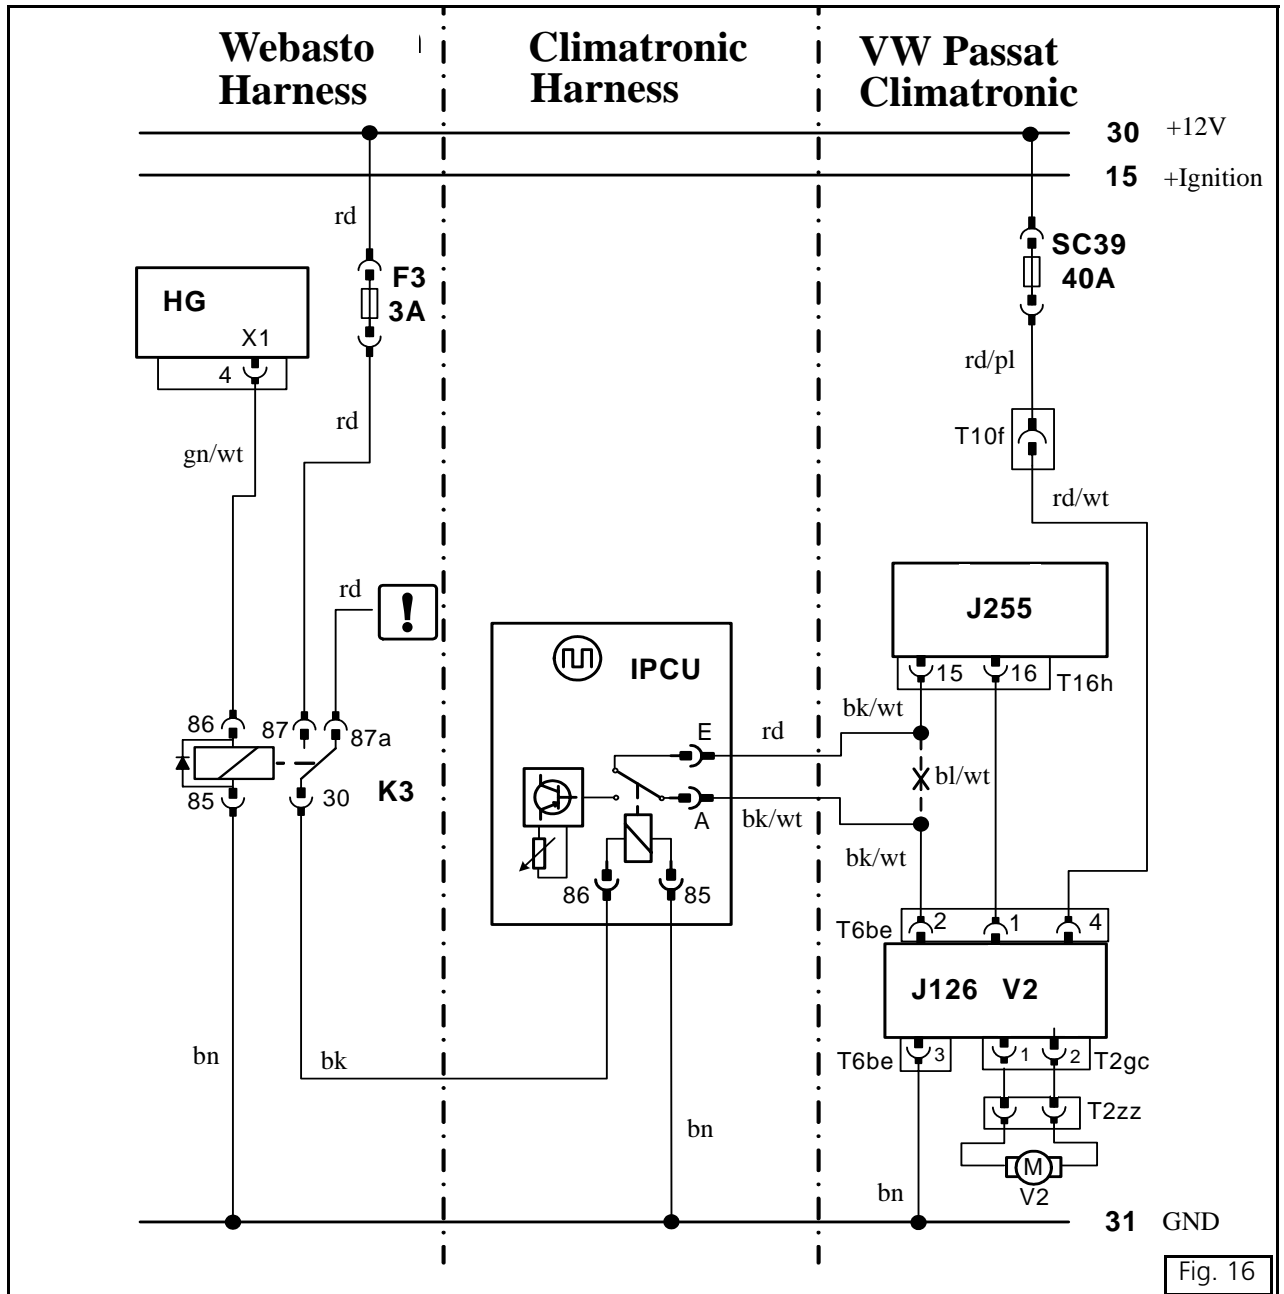 Webasto
Harness
Climatronic
Harness
VW Passat
Climatronic
30 +12V
15 +Ignition
rd
HG
X1
4
F3
3A
SC39
40A
rd/pl
T10f
rd/wt
gn/wt
rd
rd
!
J255
15 16 T16h
IPCU
bk/wt
E
rd
bl/wt
A
bk/wt
bk/wt
86 87 87a
85 30 K3
86 85
T6be 2 1 4
J126 V2
T6be 3 1 2 T2gc
T2zz
M
V2
bn
bk
bn
bn
31 GND
Fig. 16